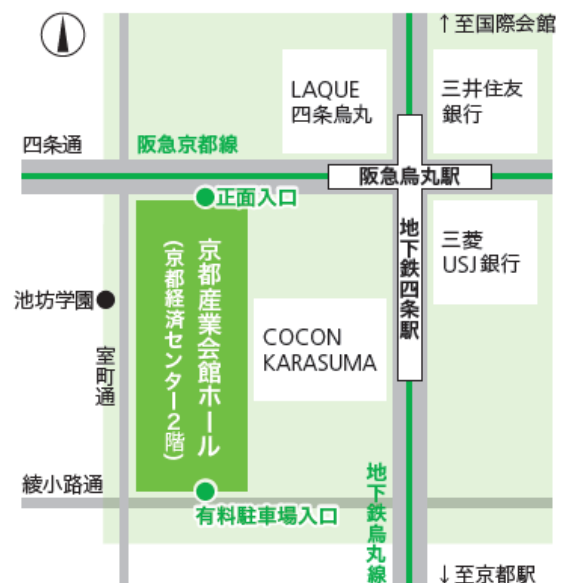 ↑至国際会館
LAQUE
四条烏丸
三井住友
銀行
四条通
阪急京都線
阪急烏丸駅
正面入口
地下鉄四条駅
三菱
USJ銀行
京都産業会館ホール
(京都経済センター2階)
池坊学園
COCON
KARASUMA
室町通
綾小路通
有料駐車場入口
地下鉄烏丸線
↓至京都駅